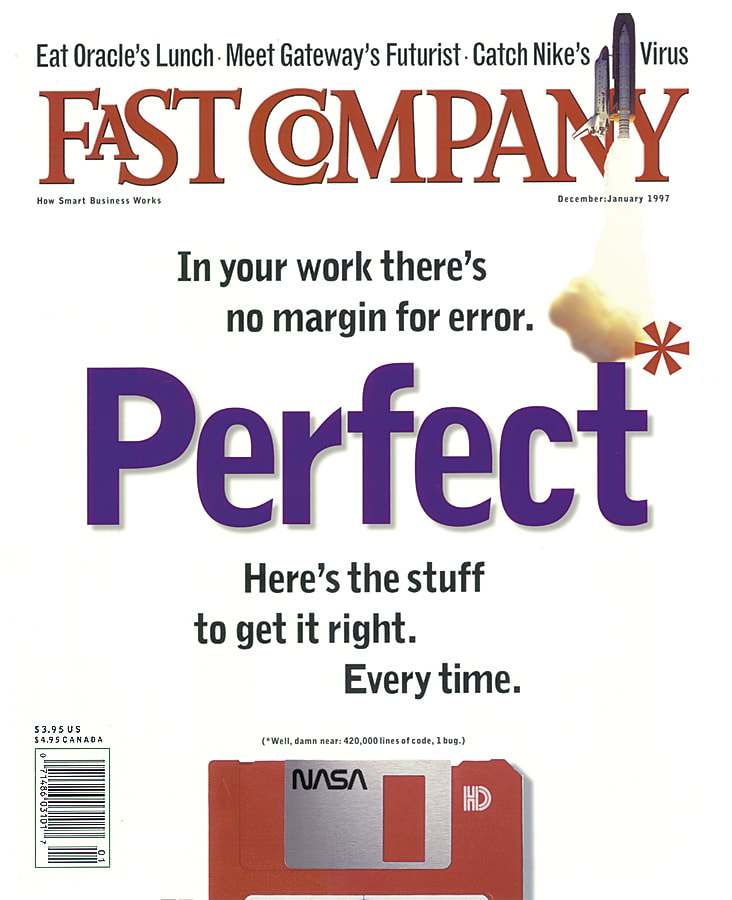 Eat Oracle's Lunch · Meet Gateway's Futurist · Catch Nike's Virus
FAST COMPANY
How Smart Business Works
December:January 1997
In your work there's
no margin for error.
Perfect*
Here's the stuff
to get it right.
Every time.
$3.95 US
$4.95 CANADA
(*Well, damn near: 420,000 lines of code, 1 bug.)
NASA
HD
0 71486 03101 7
01